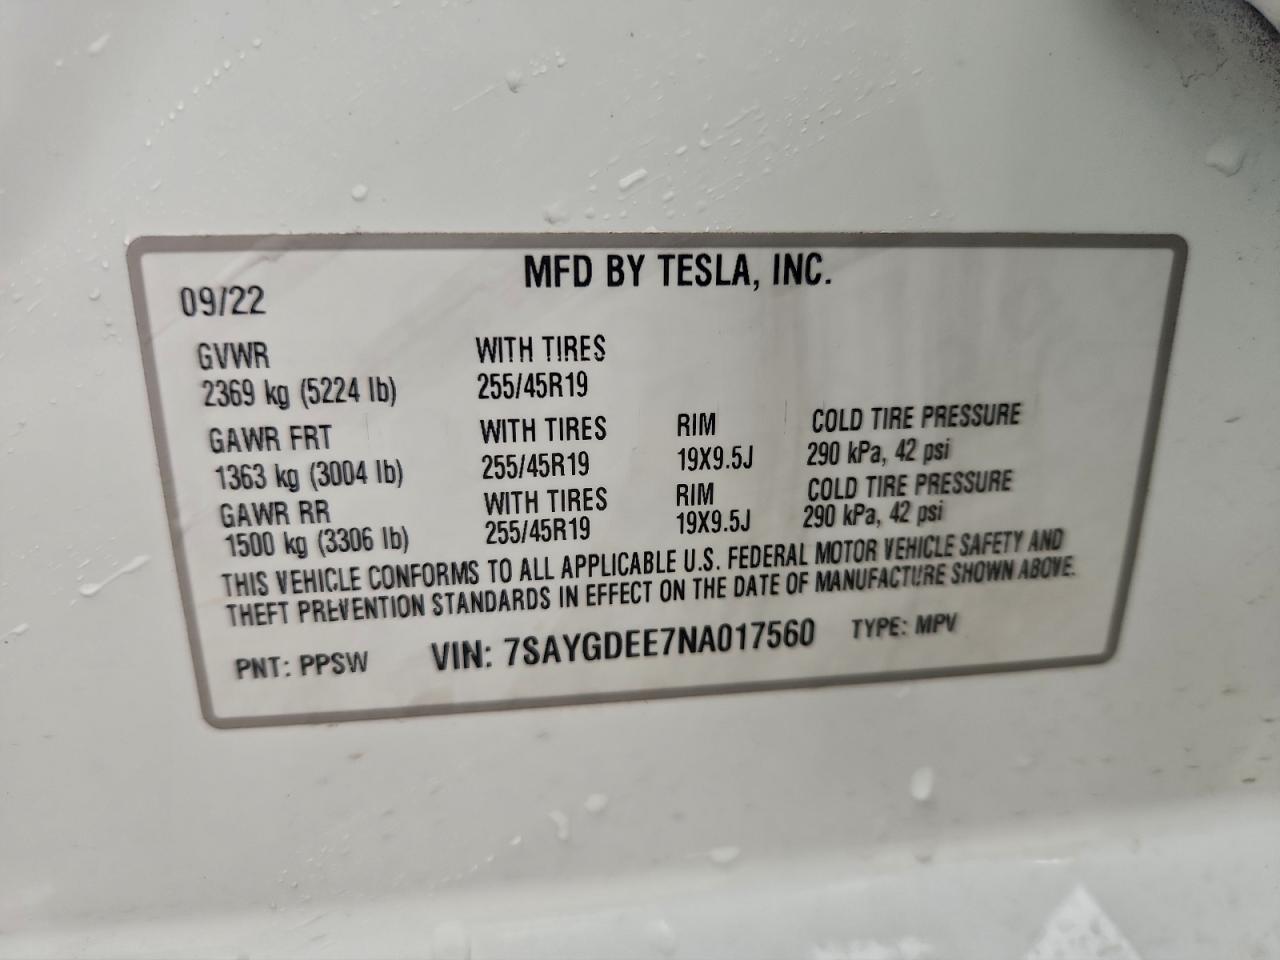 MFD BY TESLA, INC.
09/22
GVWR WITH TIRES
2369 kg (5224 lb) 255/45R19
GAWR FRT WITH TIRES RIM COLD TIRE PRESSURE
1363 kg (3004 lb) 255/45R19 19X9.5J 290 kPa, 42 psi
GAWR RR WITH TIRES RIM COLD TIRE PRESSURE
1500 kg (3306 lb) 255/45R19 19X9.5J 290 kPa, 42 psi
THIS VEHICLE CONFORMS TO ALL APPLICABLE U.S. FEDERAL MOTOR VEHICLE SAFETY AND
THEFT PREVENTION STANDARDS IN EFFECT ON THE DATE OF MANUFACTURE SHOWN ABOVE.
PNT: PPSW VIN: 7SAYGDEE7NA017560 TYPE: MPV